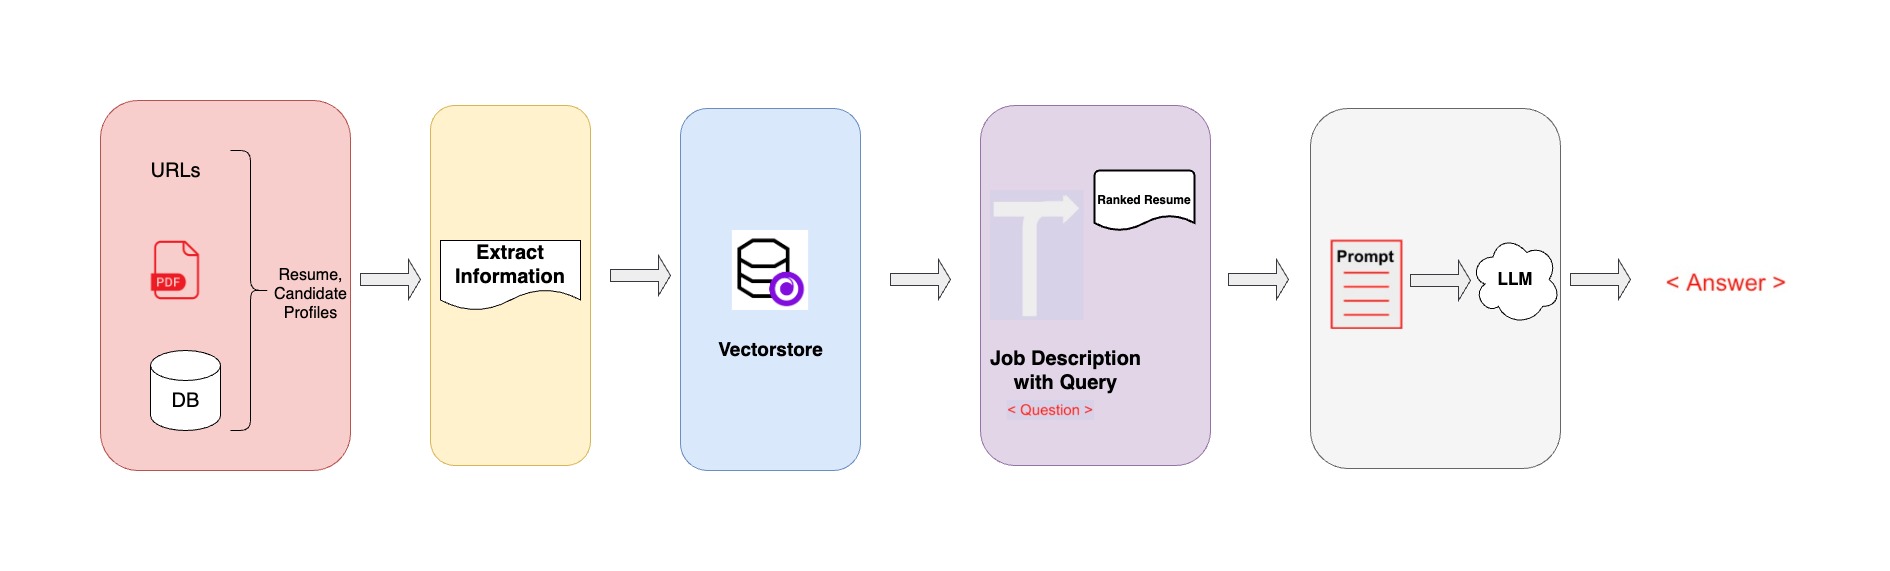 URLs
PDF
DB
Resume,
Candidate
Profiles
Extract
Information
Vectorstore
Ranked Resume
Job Description
with Query
< Question >
Prompt
LLM
< Answer >